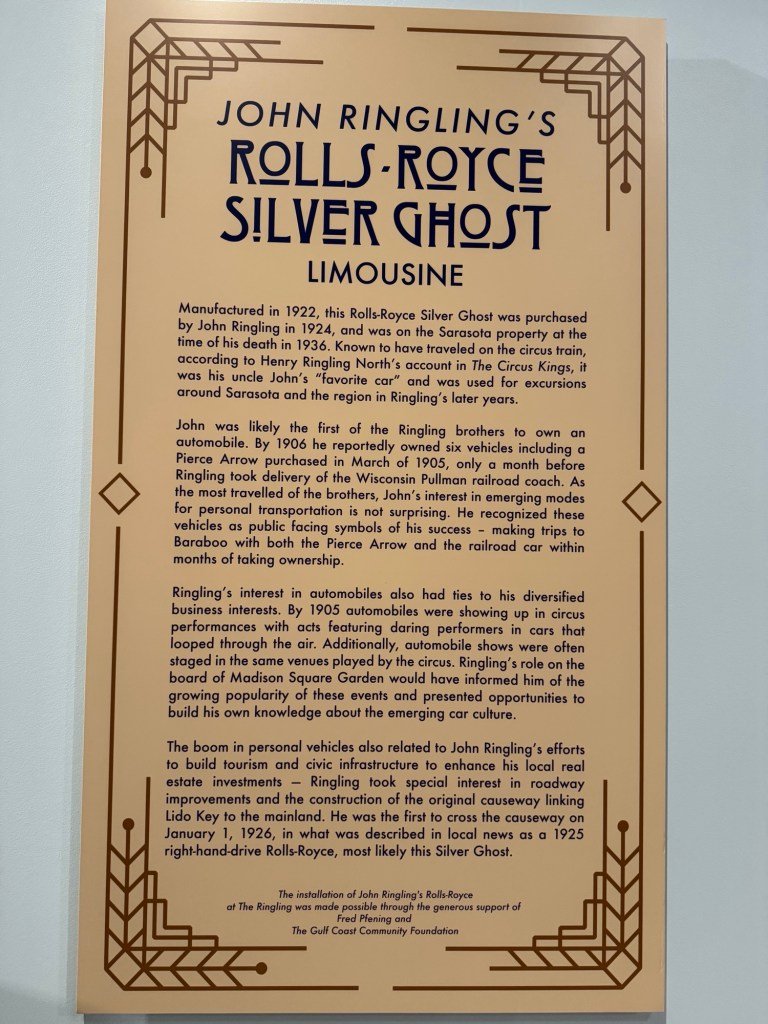 JOHN RINGLING'S
ROLLS-ROYCE
SILVER GHOST
LIMOUSINE
Manufactured in 1922, this Rolls-Royce Silver Ghost was purchased
by John Ringling in 1924, and was on the Sarasota property at the
time of his death in 1936. Known to have traveled on the circus train,
according to Henry Ringling North's account in The Circus Kings, it
was his uncle John's “favorite car” and was used for excursions
around Sarasota and the region in Ringling's later years.
John was likely the first of the Ringling brothers to own an
automobile. By 1906 he reportedly owned six vehicles including a
Pierce Arrow purchased in March of 1905, only a month before
Ringling took delivery of the Wisconsin Pullman railroad coach. As
the most travelled of the brothers, John's interest in emerging modes
for personal transportation is not surprising. He recognized these
vehicles as public facing symbols of his success – making trips to
Baraboo with both the Pierce Arrow and the railroad car within
months of taking ownership.
Ringling's interest in automobiles also had ties to his diversified
business interests. By 1905 automobiles were showing up in circus
performances with acts featuring daring performers in cars that
looped through the air. Additionally, automobile shows were often
staged in the same venues played by the circus. Ringling's role on the
board of Madison Square Garden would have informed him of the
growing popularity of these events and presented opportunities to
build his own knowledge about the emerging car culture.
The boom in personal vehicles also related to John Ringling's efforts
to build tourism and civic infrastructure to enhance his local real
estate investments — Ringling took special interest in roadway
improvements and the construction of the original causeway linking
Lido Key to the mainland. He was the first to cross the causeway on
January 1, 1926, in what was described in local news as a 1925
right-hand-drive Rolls-Royce, most likely this Silver Ghost.
The installation of John Ringling's Rolls-Royce
at The Ringling was made possible through the generous support of
Fred Pfening and
The Gulf Coast Community Foundation